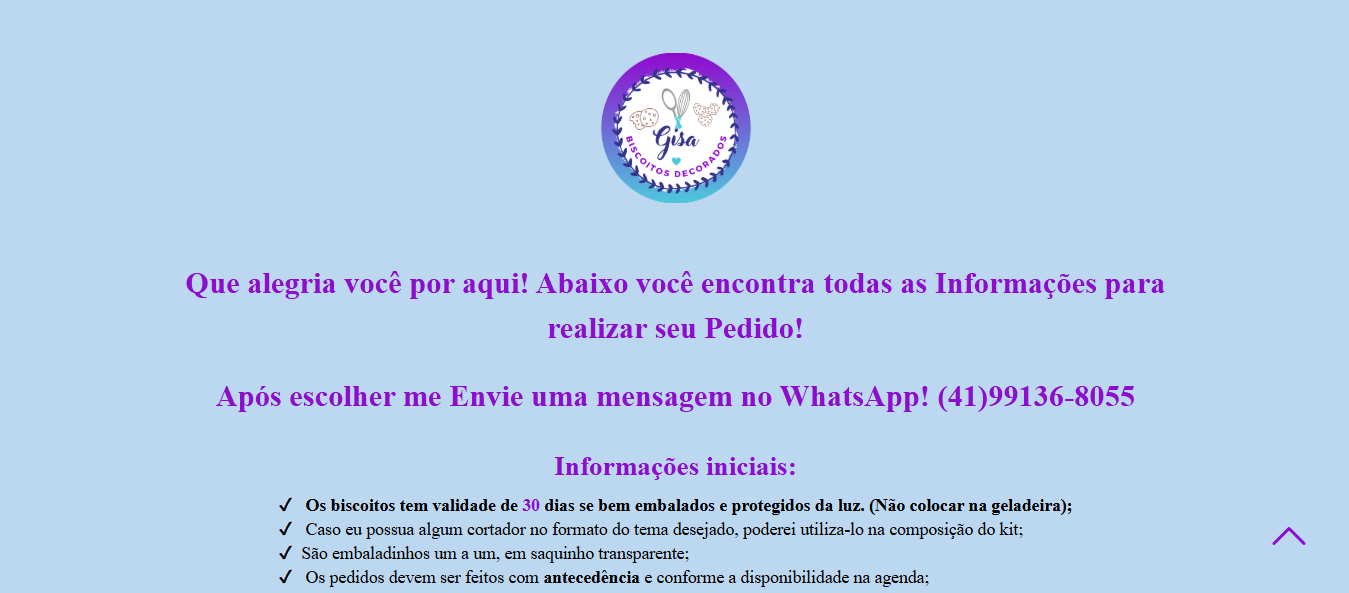 Gisa
BISCOITOS DECORADOS
Que alegria você por aqui! Abaixo você encontra todas as Informações para
realizar seu Pedido!
Após escolher me Envie uma mensagem no WhatsApp! (41)99136-8055
Informações iniciais:
✓ Os biscoitos tem validade de 30 dias se bem embalados e protegidos da luz. (Não colocar na geladeira);
✓ Caso eu possua algum cortador no formato do tema desejado, poderei utiliza-lo na composição do kit;
✓ São embaladinhos um a um, em saquinho transparente;
✓ Os pedidos devem ser feitos com antecedência e conforme a disponibilidade na agenda;